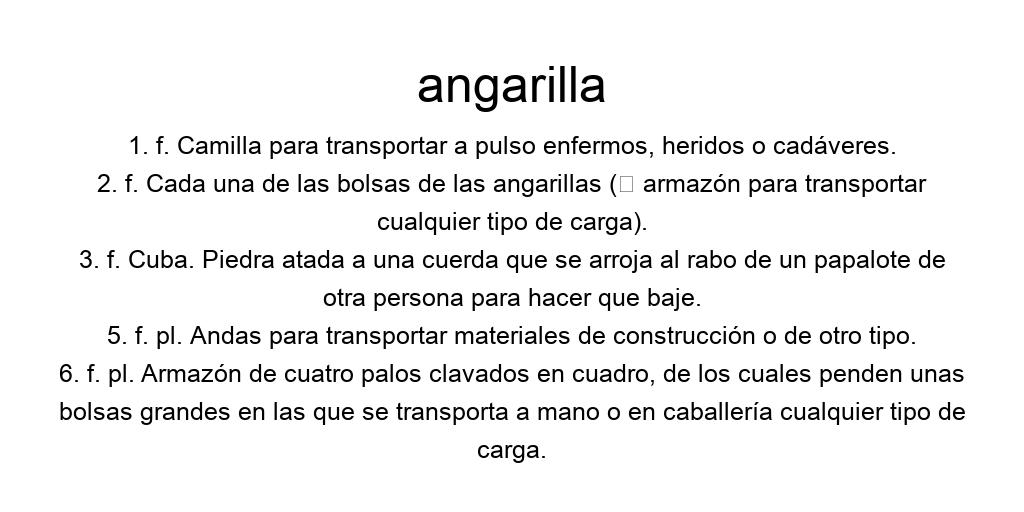 angarilla
1. f. Camilla para transportar a pulso enfermos, heridos o cadáveres.
2. f. Cada una de las bolsas de las angarillas (□ armazón para transportar
cualquier tipo de carga).
3. f. Cuba. Piedra atada a una cuerda que se arroja al rabo de un papalote de
otra persona para hacer que baje.
5. f. pl. Andas para transportar materiales de construcción o de otro tipo.
6. f. pl. Armazón de cuatro palos clavados en cuadro, de los cuales penden unas
bolsas grandes en las que se transporta a mano o en caballería cualquier tipo de
carga.